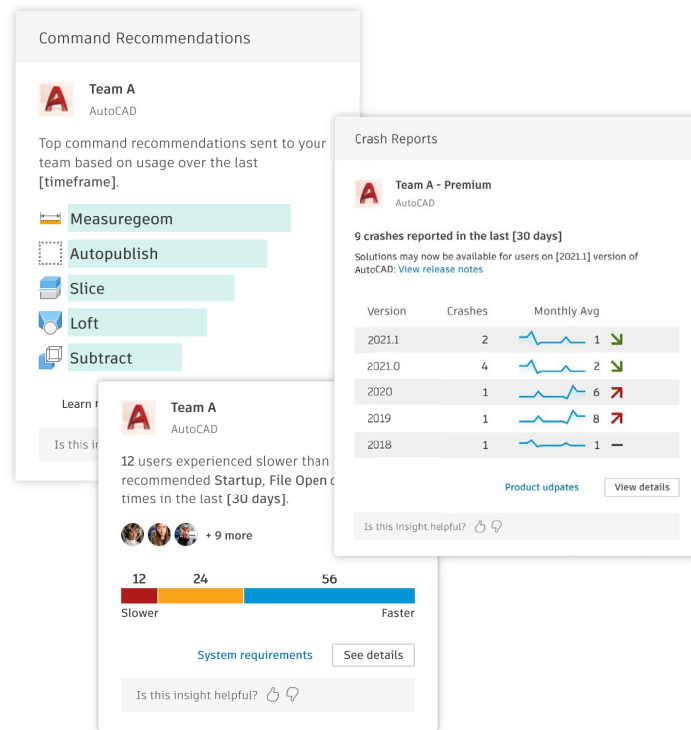 Command Recommendations
Team A
AutoCAD
Top command recommendations sent to your
team based on usage over the last
[timeframe].
Measuregeom
Autopublish
Slice
Loft
Subtract
Learn
Is this
Crash Reports
Team A - Premium
AutoCAD
9 crashes reported in the last [30 days]
Solutions may now be available for users on [2021.1] version of
AutoCAD: View release notes
Version Crashes Monthly Avg
2021.1 2 1
2021.0 4 2
2020 1 6
2019 1 8
2018 1 1
Product udpates View details
Is this insight helpful?
Team A
AutoCAD
12 users experienced slower than
recommended Startup, File Open
times in the last [30 days].
+ 9 more
12 24 56
Slower Faster
System requirements See details
Is this insight helpful?